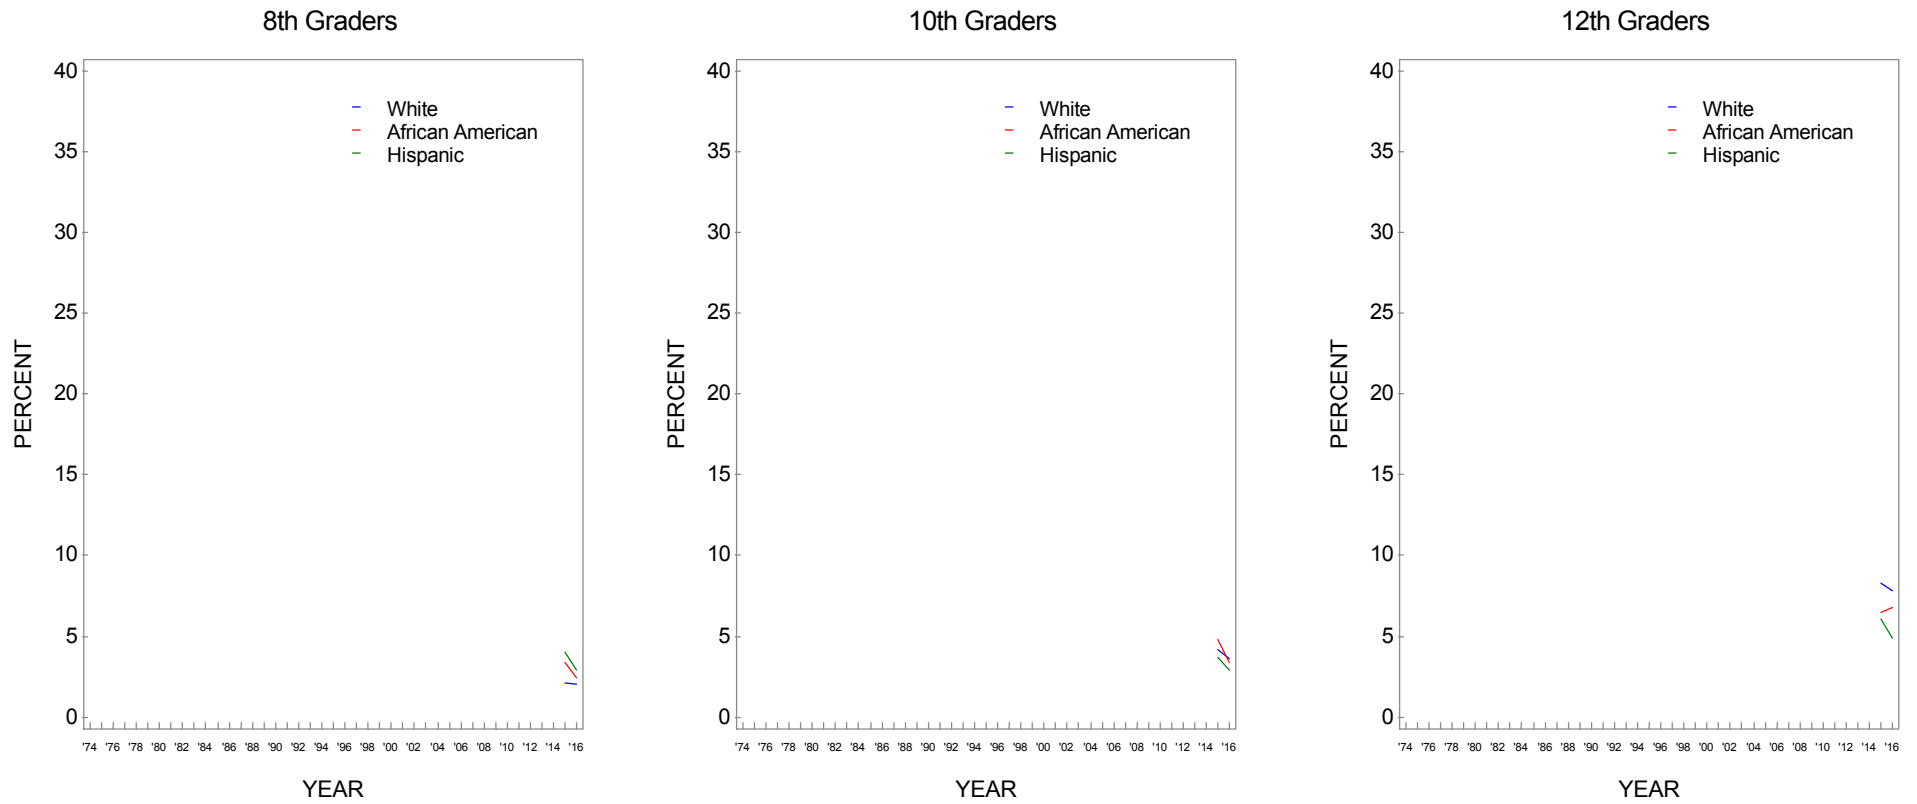 8th Graders
40
35
30
25
20
15
10
5
0
PERCENT
White
African American
Hispanic
'74 '76 '78 '80 '82 '84 '86 '88 '90 '92 '94 '96 '98 '00 '02 '04 '06 '08 '10 '12 '14 '16
YEAR
10th Graders
40
35
30
25
20
15
10
5
0
PERCENT
White
African American
Hispanic
'74 '76 '78 '80 '82 '84 '86 '88 '90 '92 '94 '96 '98 '00 '02 '04 '06 '08 '10 '12 '14 '16
YEAR
12th Graders
40
35
30
25
20
15
10
5
0
PERCENT
White
African American
Hispanic
'74 '76 '78 '80 '82 '84 '86 '88 '90 '92 '94 '96 '98 '00 '02 '04 '06 '08 '10 '12 '14 '16
YEAR